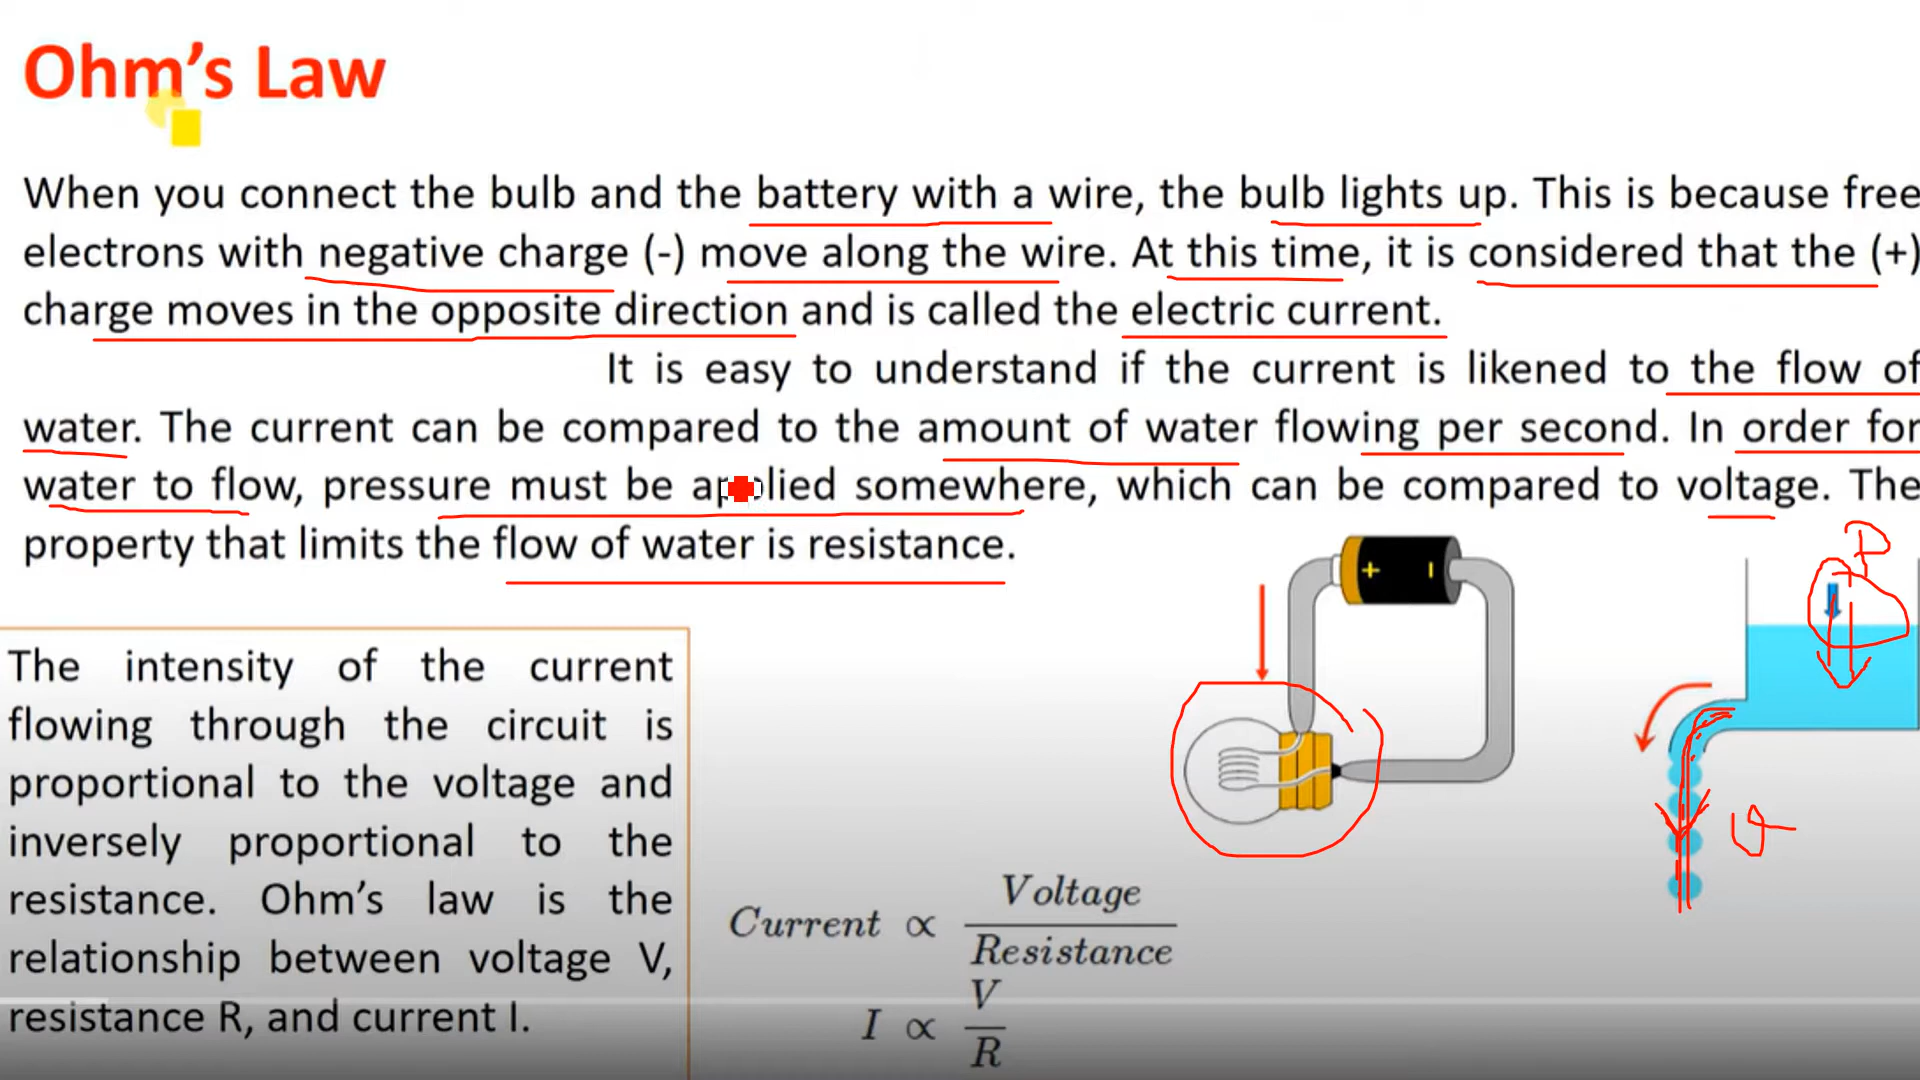 Ohm's Law
When you connect the bulb and the battery with a wire, the bulb lights up. This is because free
electrons with negative charge (-) move along the wire. At this time, it is considered that the (+)
charge moves in the opposite direction and is called the electric current.
It is easy to understand if the current is likened to the flow of
water. The current can be compared to the amount of water flowing per second. In order for
water to flow, pressure must be applied somewhere, which can be compared to voltage. The
property that limits the flow of water is resistance.
The intensity of the current
flowing through the circuit is
proportional to the voltage and
inversely proportional to the
resistance. Ohm's law is the
relationship between voltage V,
resistance R, and current I.
Current ∝ Voltage
Resistance
I ∝ V
R
+ I
P